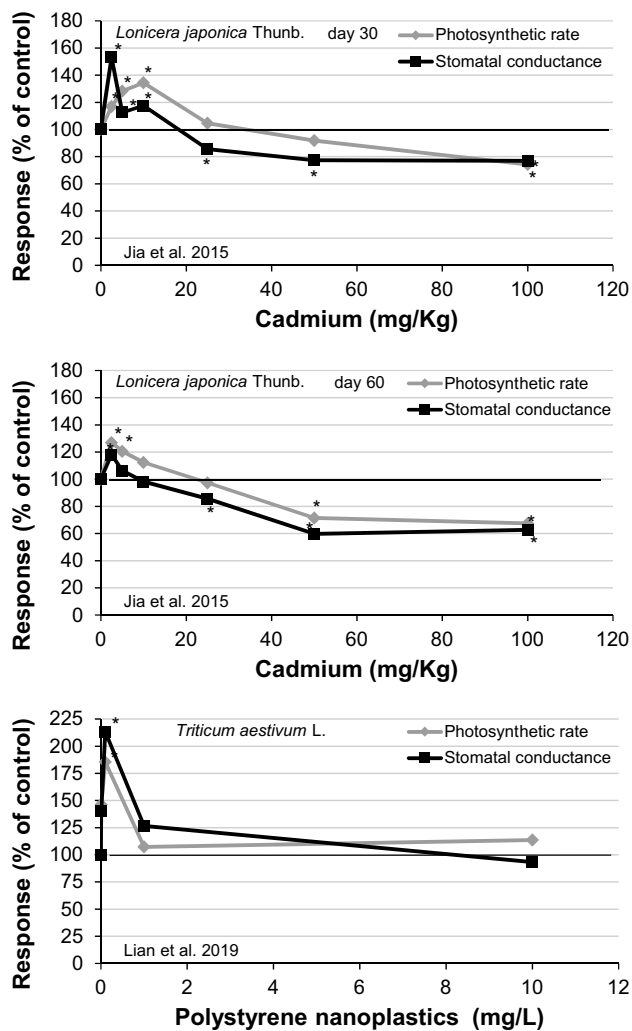 Lonicera japonica Thunb. day 30
Photosynthetic rate
Stomatal conductance
Response (% of control)
180
160
140
120
100
80
60
40
20
0
* * * * * * * * * *
Jia et al. 2015
0 20 40 60 80 100 120
Cadmium (mg/Kg)
Lonicera japonica Thunb. day 60
Photosynthetic rate
Stomatal conductance
Response (% of control)
180
160
140
120
100
80
60
40
20
0
* * * * * * * *
Jia et al. 2015
0 20 40 60 80 100 120
Cadmium (mg/Kg)
Triticum aestivum L.
Photosynthetic rate
Stomatal conductance
Response (% of control)
225
200
175
150
125
100
75
50
25
0
* *
Lian et al. 2019
0 2 4 6 8 10 12
Polystyrene nanoplastics (mg/L)